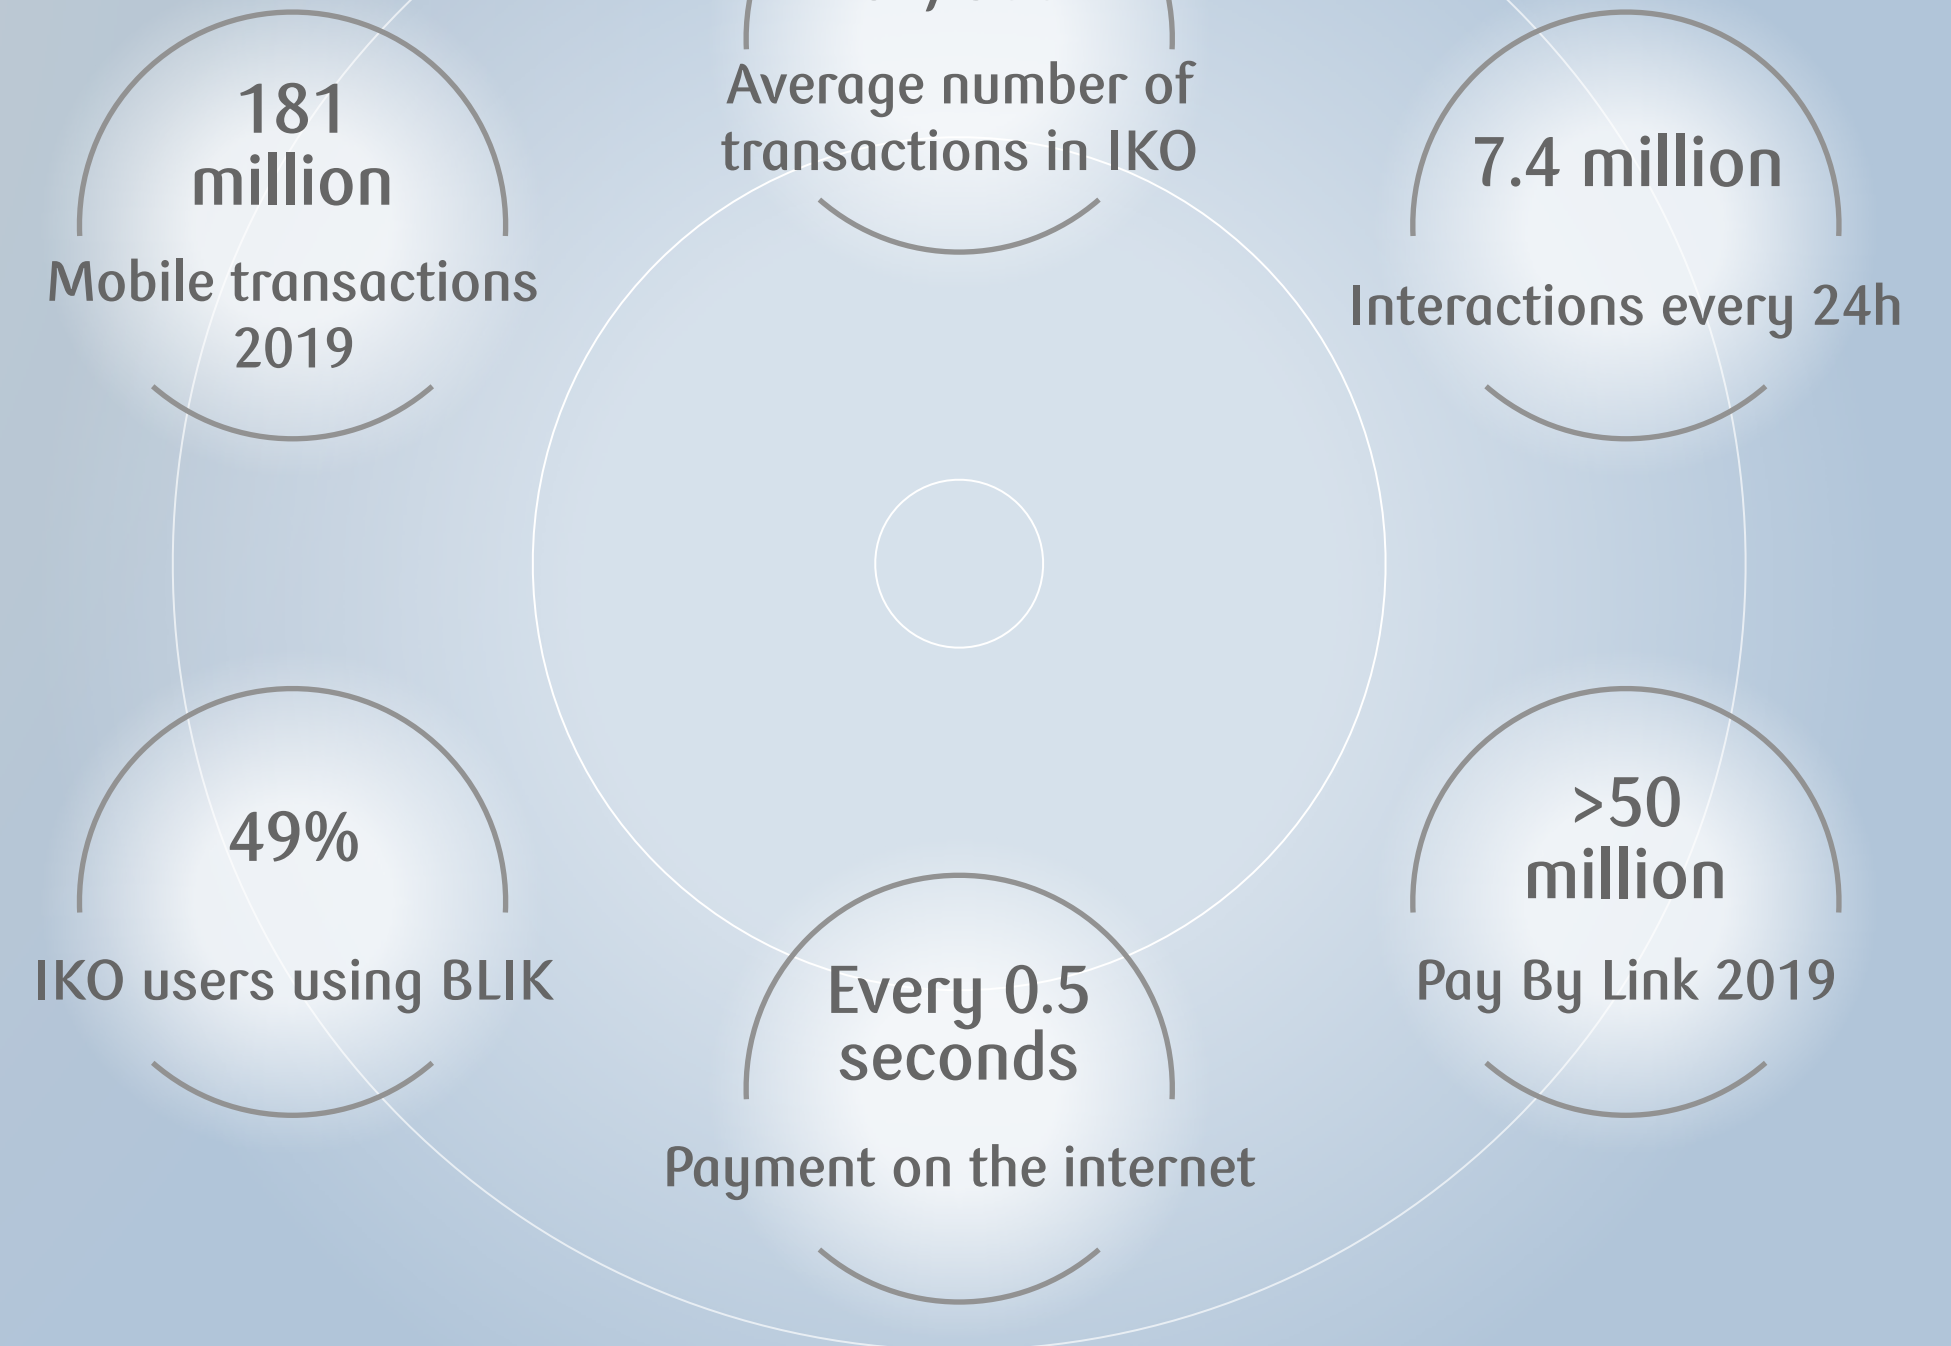 Average number of
transactions in IKO
181
million
Mobile transactions
2019
7.4 million
Interactions every 24h
49%
IKO users using BLIK
>50
million
Pay By Link 2019
Every 0.5
seconds
Payment on the internet